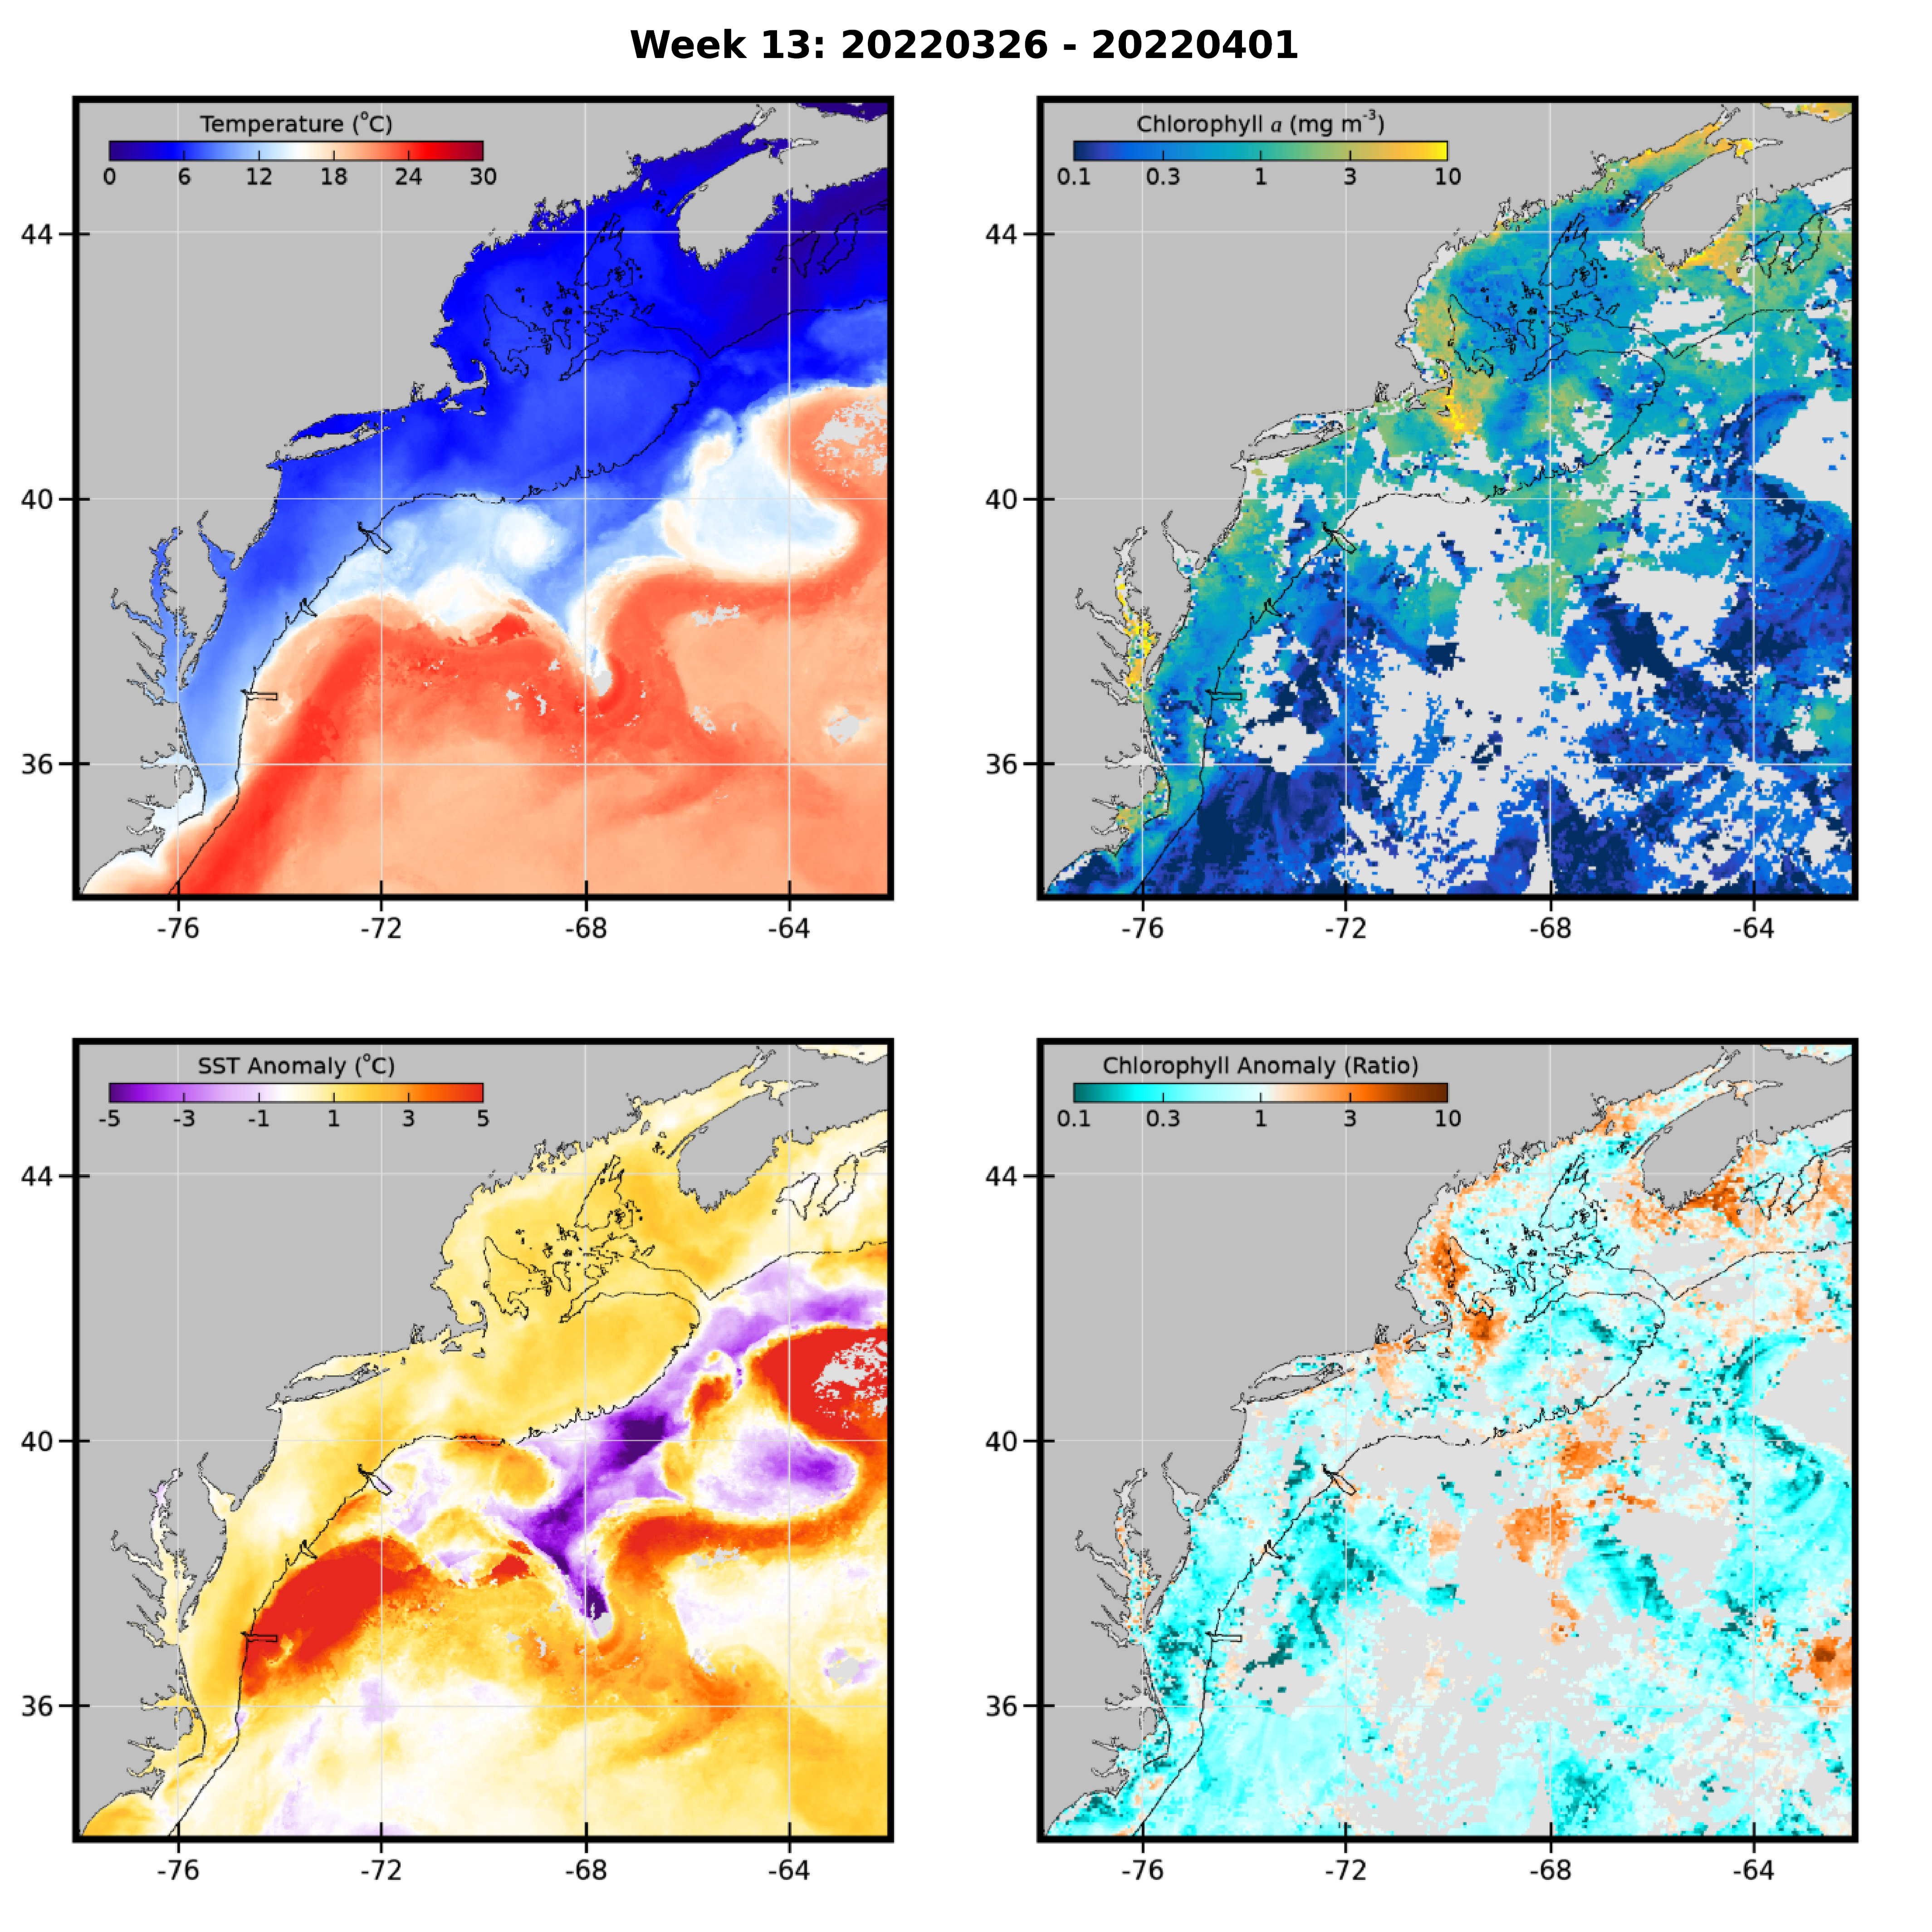 Week 13: 20220326 - 20220401
Temperature (°C)
0 6 12 18 24 30
44
40
36
-76 -72 -68 -64
Chlorophyll a (mg m⁻³)
0.1 0.3 1 3 10
44
40
36
-76 -72 -68 -64
SST Anomaly (°C)
-5 -3 -1 1 3 5
44
40
36
-76 -72 -68 -64
Chlorophyll Anomaly (Ratio)
0.1 0.3 1 3 10
44
40
36
-76 -72 -68 -64